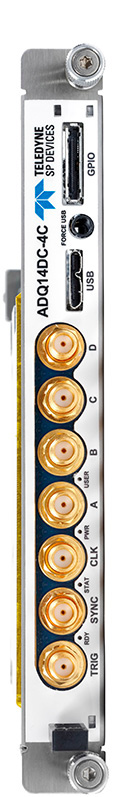 TELEDYNE
SP DEVICES
ADQ14DC-4C
GPIO
FORCE USB
USB
D
C
B
USER
A
PWR
CLK
STAT
SYNC
RDY
TRIG